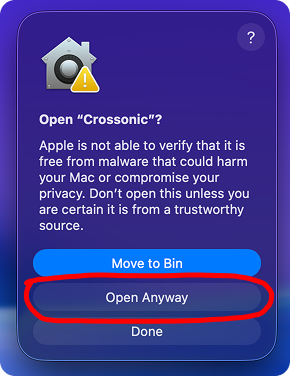 ?
Open “Crossonic”?
Apple is not able to verify that it is
free from malware that could harm
your Mac or compromise your
privacy. Don’t open this unless you
are certain it is from a trustworthy
source.
Move to Bin
Open Anyway
Done